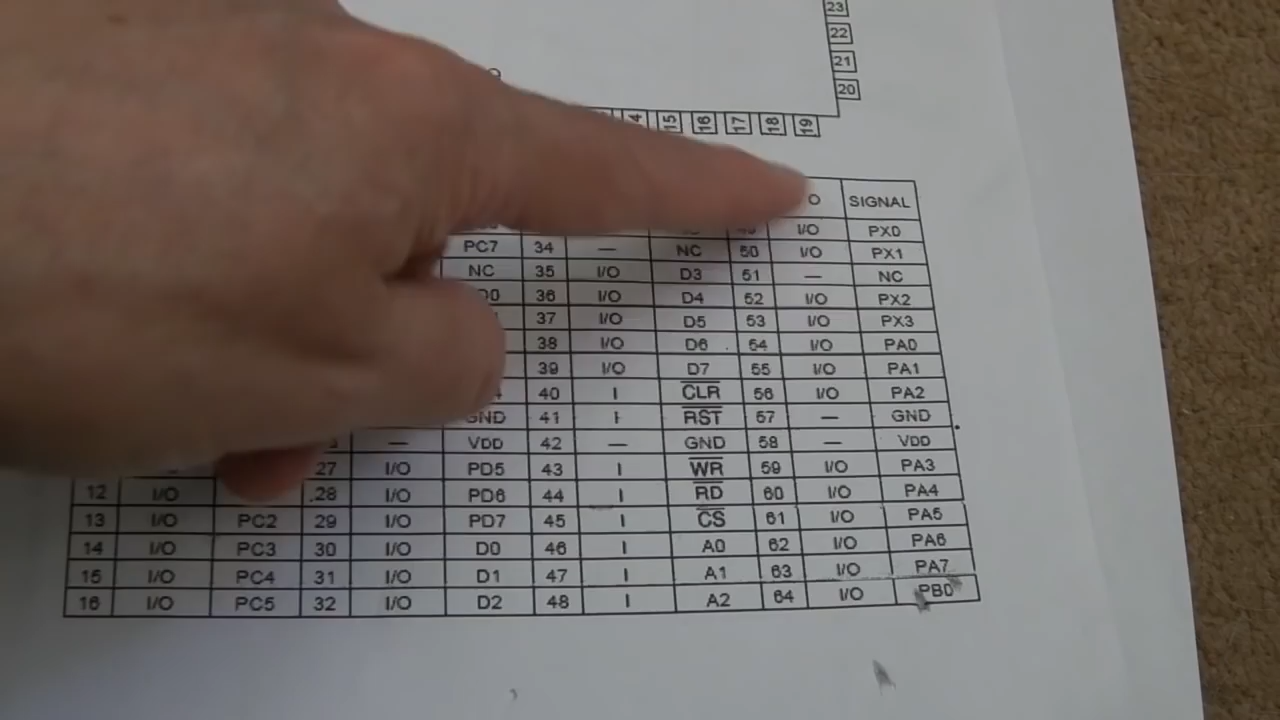 23
22
21
20
15 16 17 18 19
SIGNAL
I/O PX0
PC7 34 — NC 50 I/O PX1
NC 35 I/O D3 51 — NC
36 I/O D4 52 I/O PX2
37 I/O D5 53 I/O PX3
38 I/O D6 54 I/O PA0
39 I/O D7 55 I/O PA1
40 I CLR 56 I/O PA2
GND 41 I RST 57 — GND
— VDD 42 — GND 58 — VDD
27 I/O PD5 43 I WR 59 I/O PA3
12 I/O 28 I/O PD6 44 I RD 60 I/O PA4
13 I/O PC2 29 I/O PD7 45 I CS 61 I/O PA5
14 I/O PC3 30 I/O D0 46 I A0 62 I/O PA6
15 I/O PC4 31 I/O D1 47 I A1 63 I/O PA7
16 I/O PC5 32 I/O D2 48 I A2 64 I/O PB0